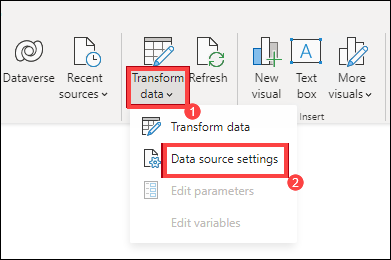 Dataverse
Recent
sources
Transform
data
Refresh
New
visual
Text
box
More
visuals
Insert
1
Transform data
Data source settings
2
Edit parameters
Edit variables